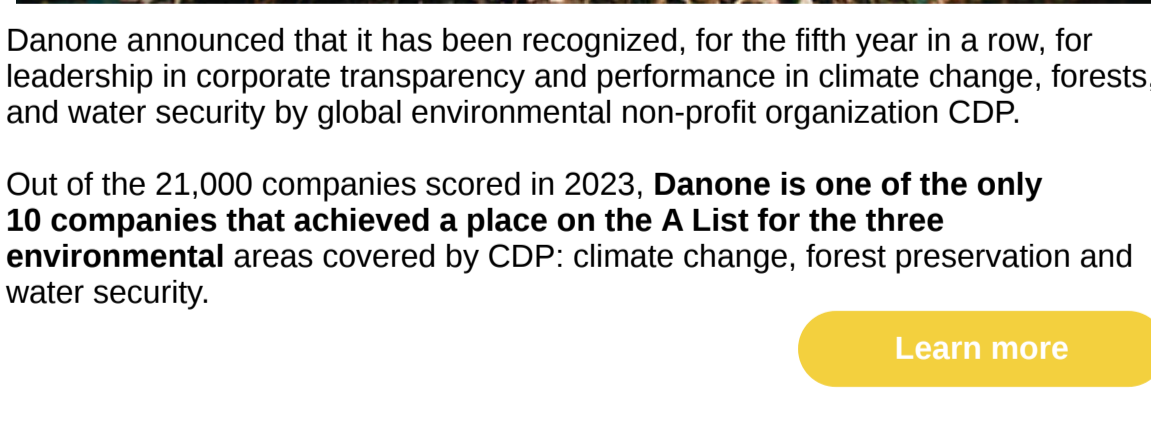 Danone announced that it has been recognized, for the fifth year in a row, for
leadership in corporate transparency and performance in climate change, forests,
and water security by global environmental non-profit organization CDP.
Out of the 21,000 companies scored in 2023, Danone is one of the only
10 companies that achieved a place on the A List for the three
environmental areas covered by CDP: climate change, forest preservation and
water security.
Learn more